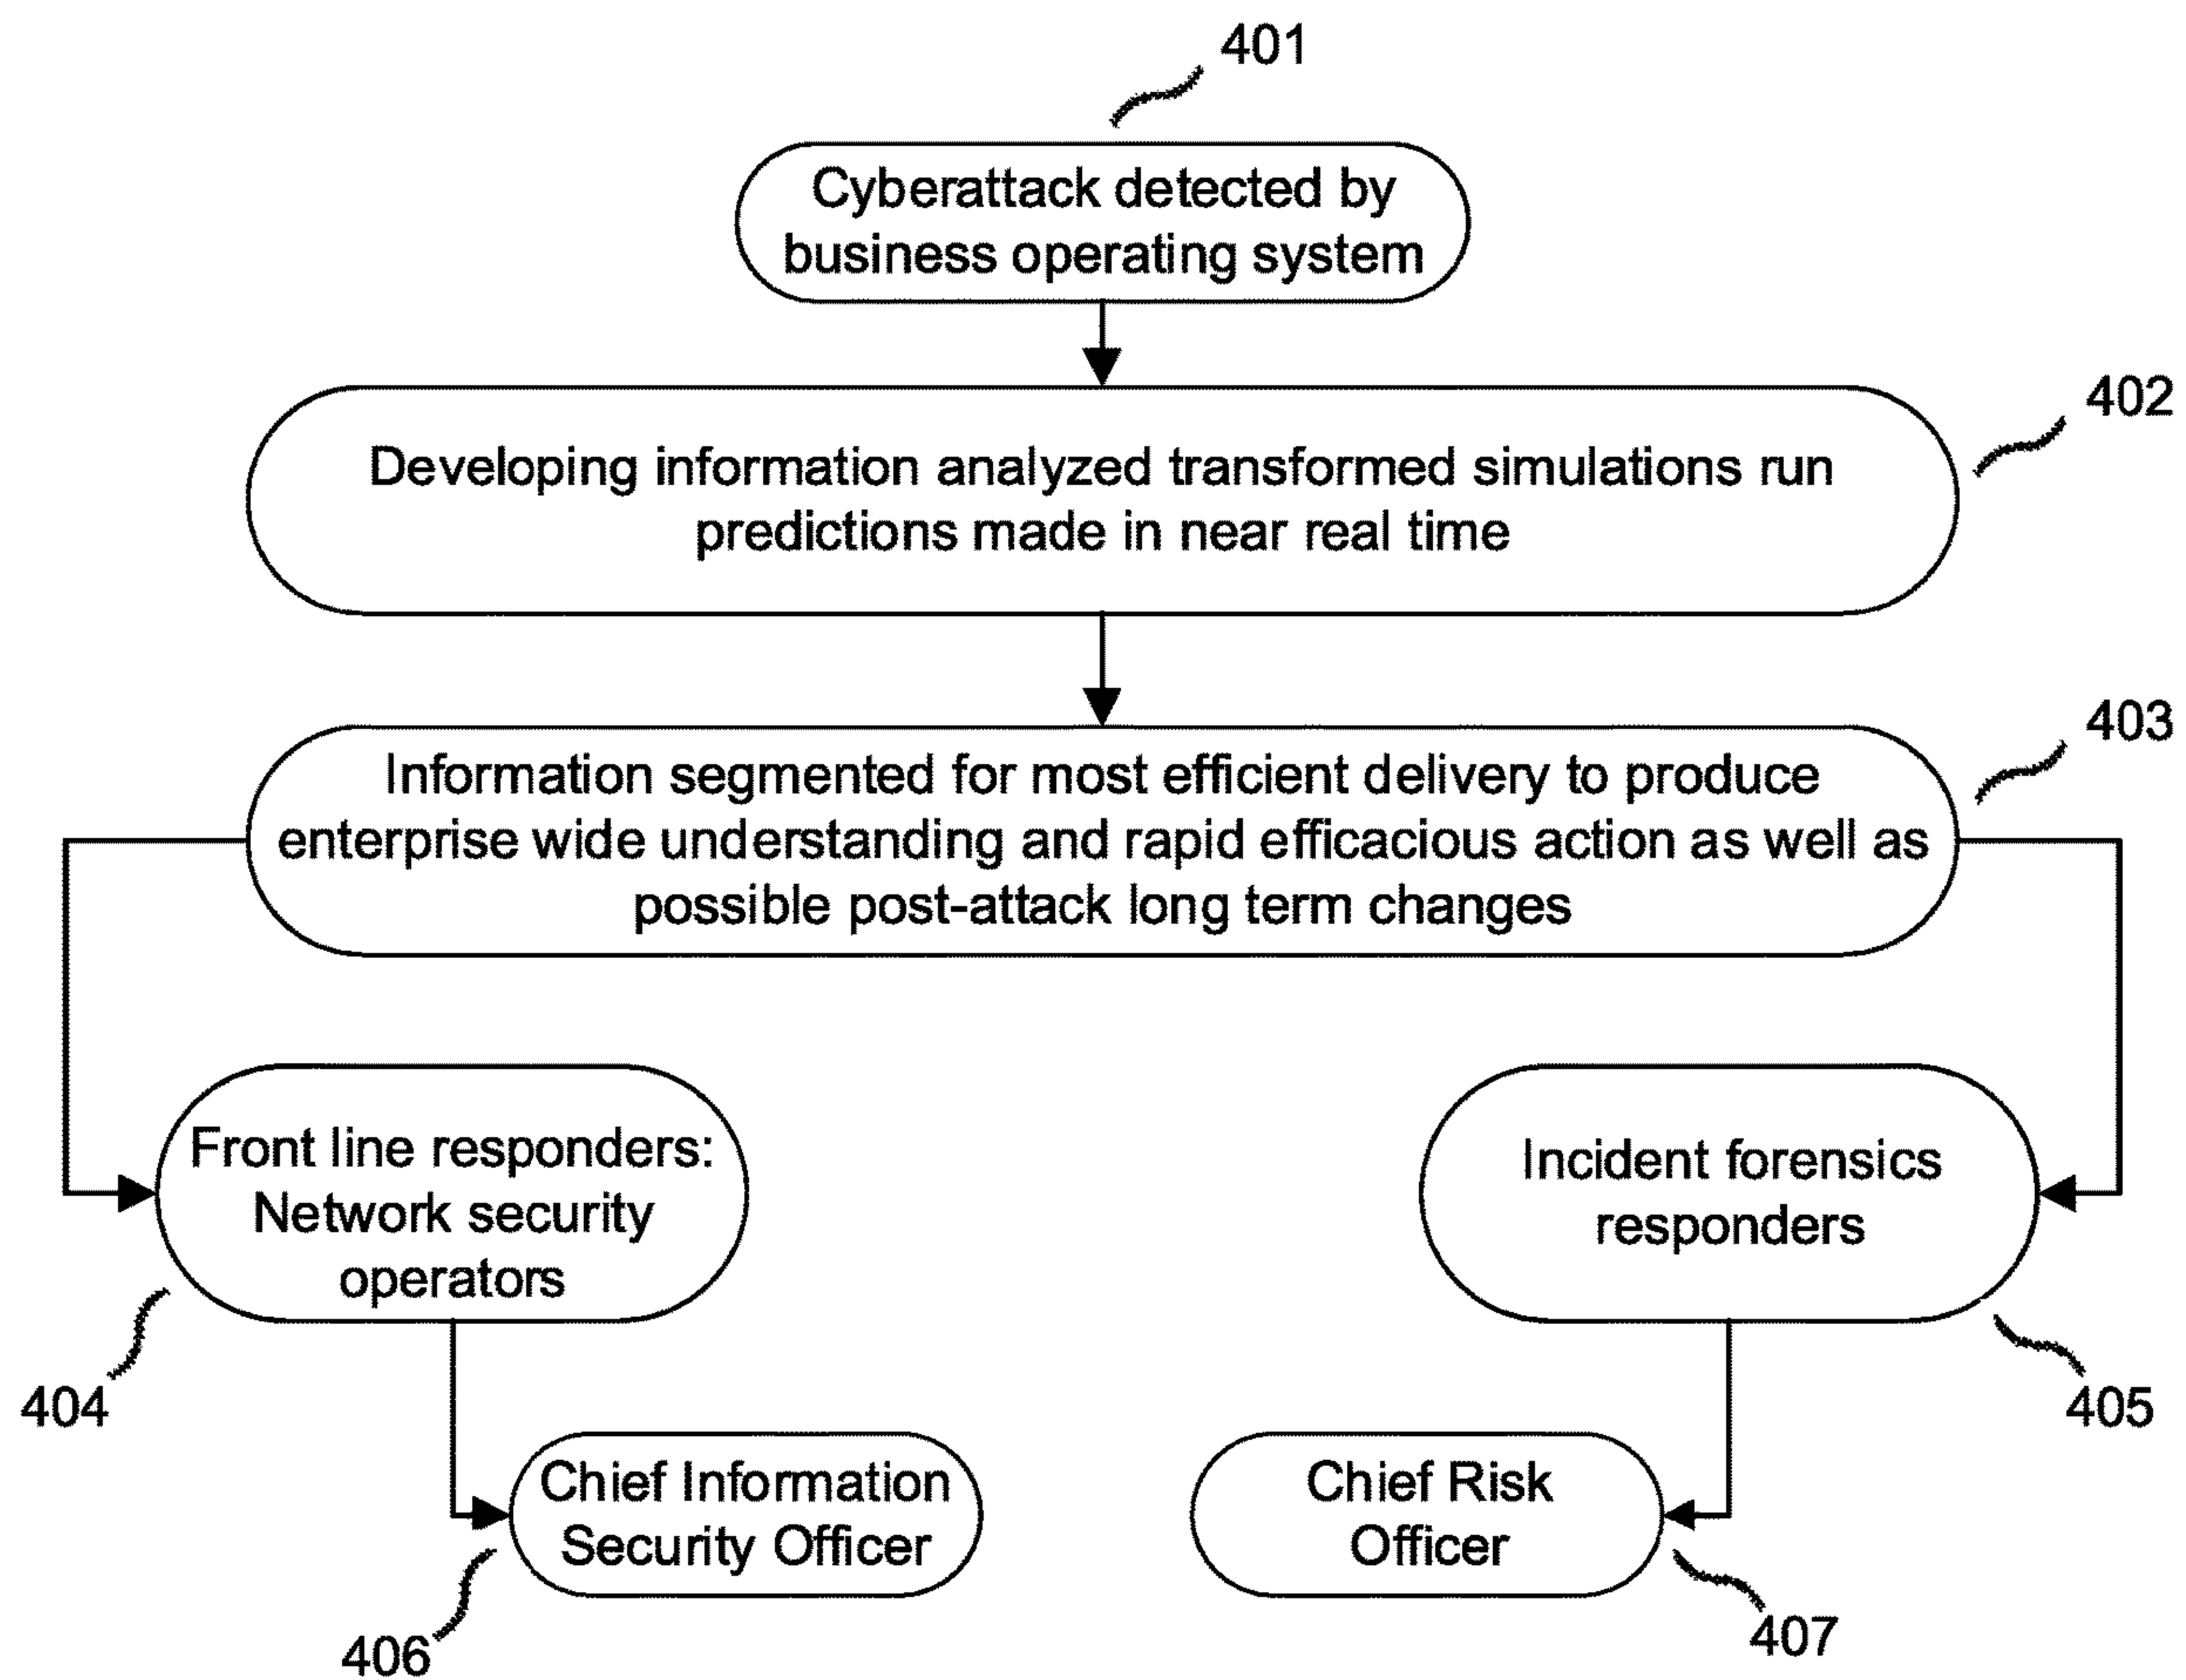 401
Cyberattack detected by
business operating system
402
Developing information analyzed transformed simulations run
predictions made in near real time
403
Information segmented for most efficient delivery to produce
enterprise wide understanding and rapid efficacious action as well as
possible post-attack long term changes
Front line responders:
Network security
operators
404
Incident forensics
responders
405
Chief Information
Security Officer
406
Chief Risk
Officer
407